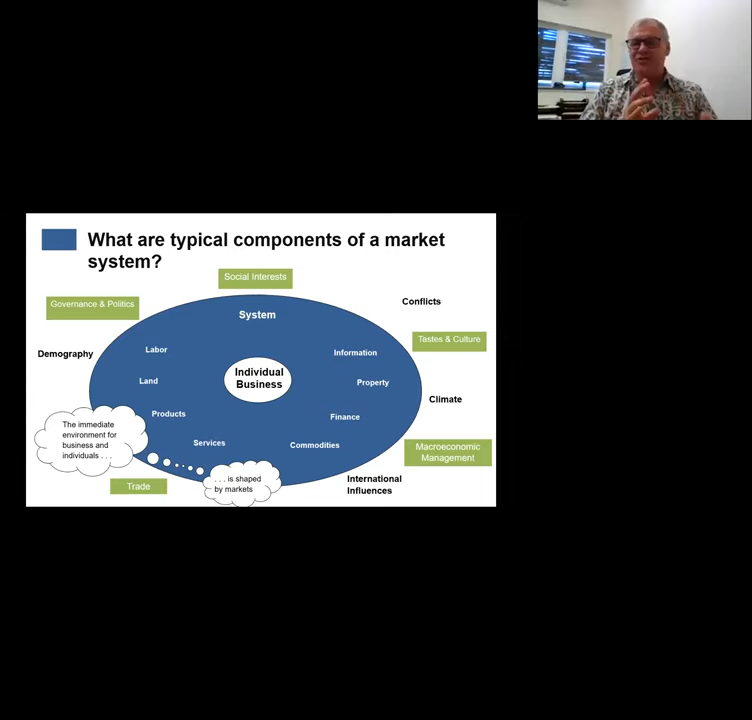 What are typical components of a market
system?
Social Interests
Governance & Politics
Conflicts
System
Tastes & Culture
Demography
Labor
Information
Individual
Business
Land
Property
Climate
Products
Finance
The immediate
environment for
business and
individuals . . .
Services
Commodities
Macroeconomic
Management
. . . is shaped
by markets
Trade
International
Influences